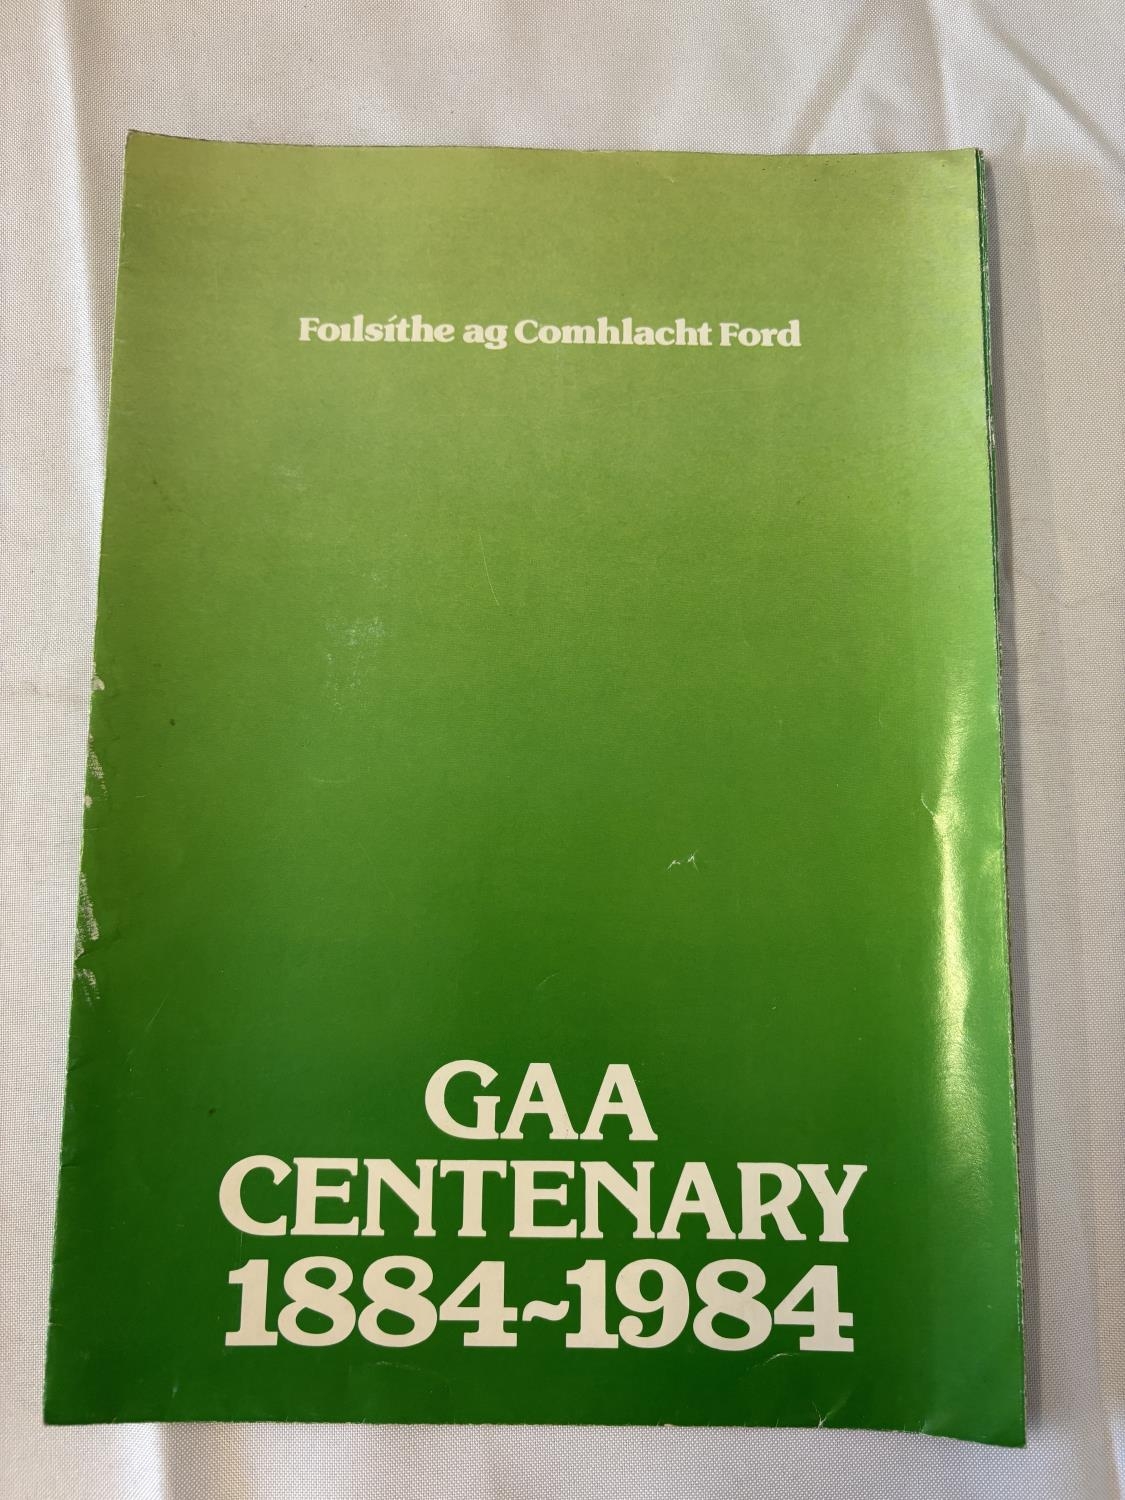 Foılsíthe ag Comhlacht Ford
GAA
CENTENARY
1884~1984